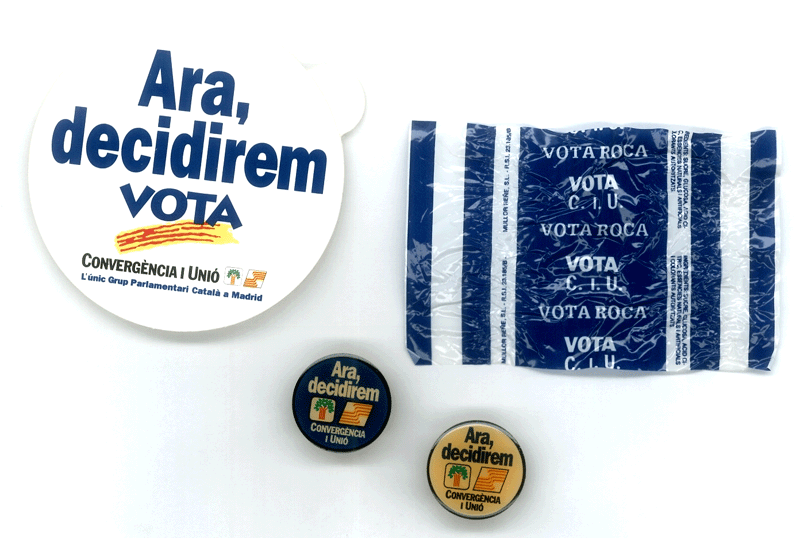 Ara,
decidirem
VOTA
CONVERGÈNCIA I UNIÓ
L'únic Grup Parlamentari Català a Madrid
VOTA ROCA
VOTA
C. I. U.
VOTA ROCA
VOTA
C. I. U.
VOTA ROCA
VOTA
C. I. U.
Ara,
decidirem
CONVERGÈNCIA
I UNIÓ
Ara,
decidirem
CONVERGÈNCIA
I UNIÓ